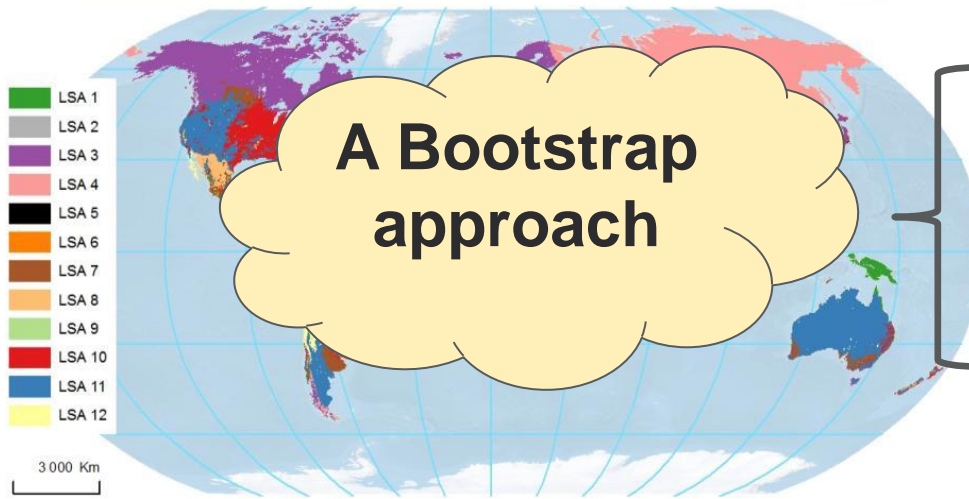 A Bootstrap
approach
LSA 1
LSA 2
LSA 3
LSA 4
LSA 5
LSA 6
LSA 7
LSA 8
LSA 9
LSA 10
LSA 11
LSA 12
3 000 Km